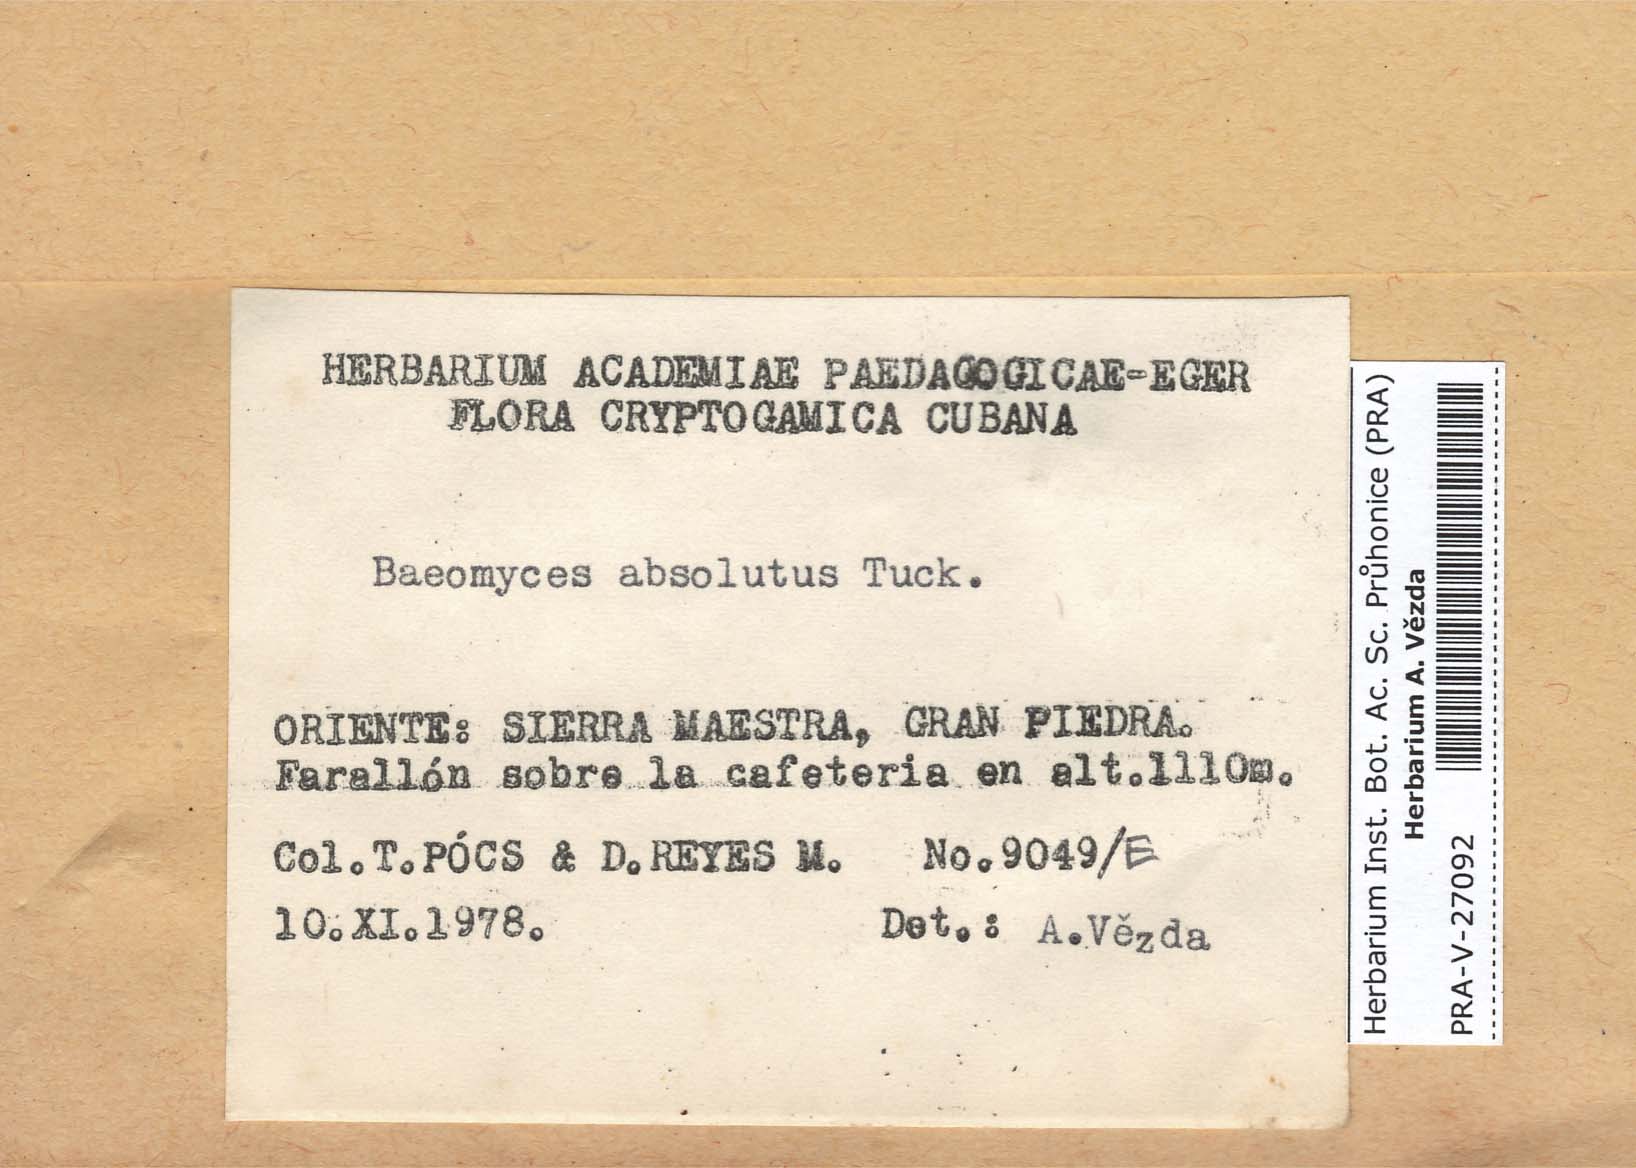 HERBARIUM ACADEMIAE PAEDAGOGICAE-EGER
FLORA CRYPTOGAMICA CUBANA
Baeomyces absolutus Tuck.
ORIENTE: SIERRA MAESTRA, GRAN PIEDRA.
Farallón sobre la cafeteria en alt.1110m.
Col.T.PÓCS & D.REYES M. No.9049/E
10.XI.1978. Det.: A.Vězda
Herbarium Inst. Bot. Ac. Sc. Průhonice (PRA)
Herbarium A. Vězda
PRA-V-27092